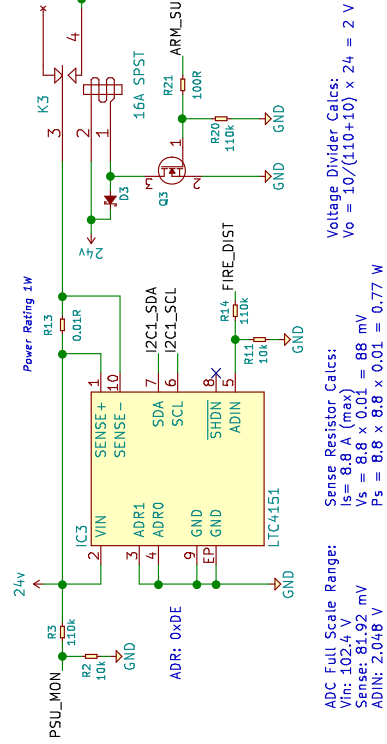 PSU_MON
R3
110k
R2
10k
GND
24v
ADR: 0xDE
IC3
LTC4151
2
VIN
3
ADR1
4
ADR0
9
GND
EP
GND
GND
1
SENSE+
10
SENSE-
7
SDA
6
SCL
8
SHDN
5
ADIN
I2C1_SDA
I2C1_SCL
FIRE_DIST
R14
110k
R11
10k
GND
Power Rating 1W
R13
0.01R
24v
D3
K3
3
4
2
1
16A SPST
Q3
3
1
2
GND
R20
110k
GND
R21
100R
ARM_SU
ADC Full Scale Range:
Vin: 102.4 V
Sense: 81.92 mV
ADIN: 2.048 V
Sense Resistor Calcs:
Is= 8.8 A (max)
Vs = 8.8 x 0.01 = 88 mV
Ps = 8.8 x 8.8 x 0.01 = 0.77 W
Voltage Divider Calcs:
Vo = 10/(110+10) x 24 = 2 V